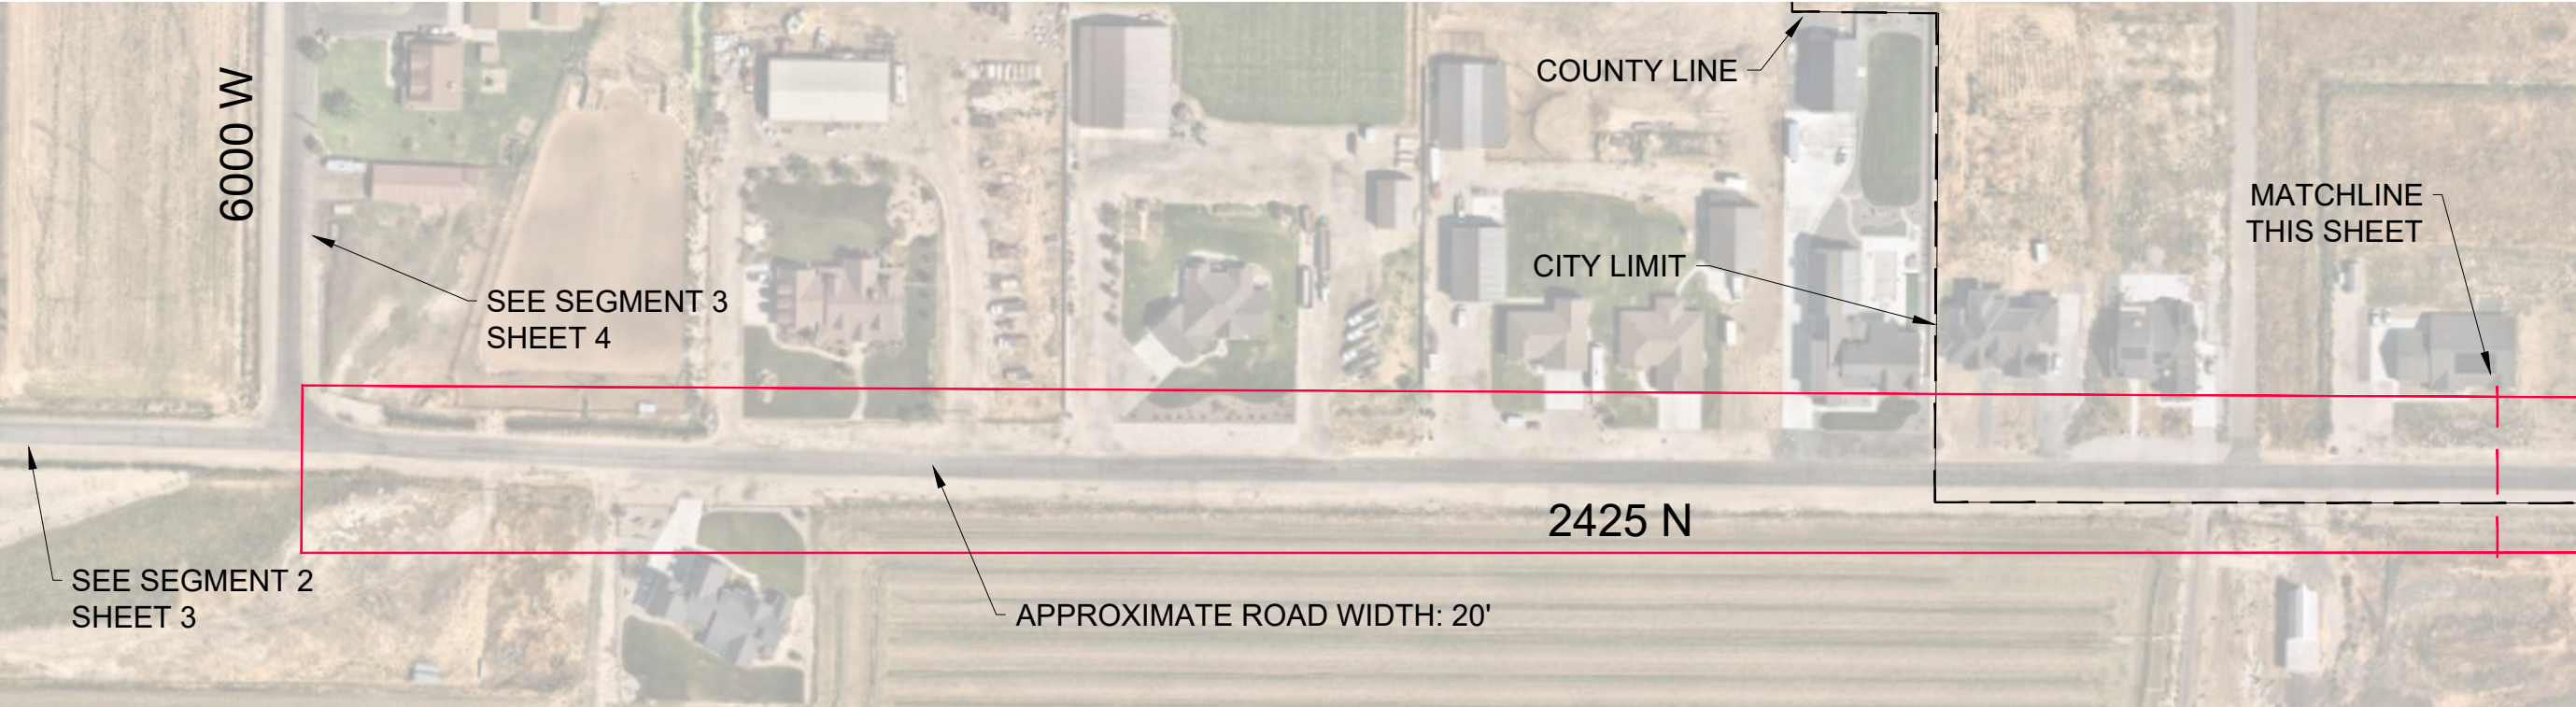 6000 W
COUNTY LINE
MATCHLINE
THIS SHEET
CITY LIMIT
SEE SEGMENT 3
SHEET 4
2425 N
SEE SEGMENT 2
SHEET 3
APPROXIMATE ROAD WIDTH: 20'